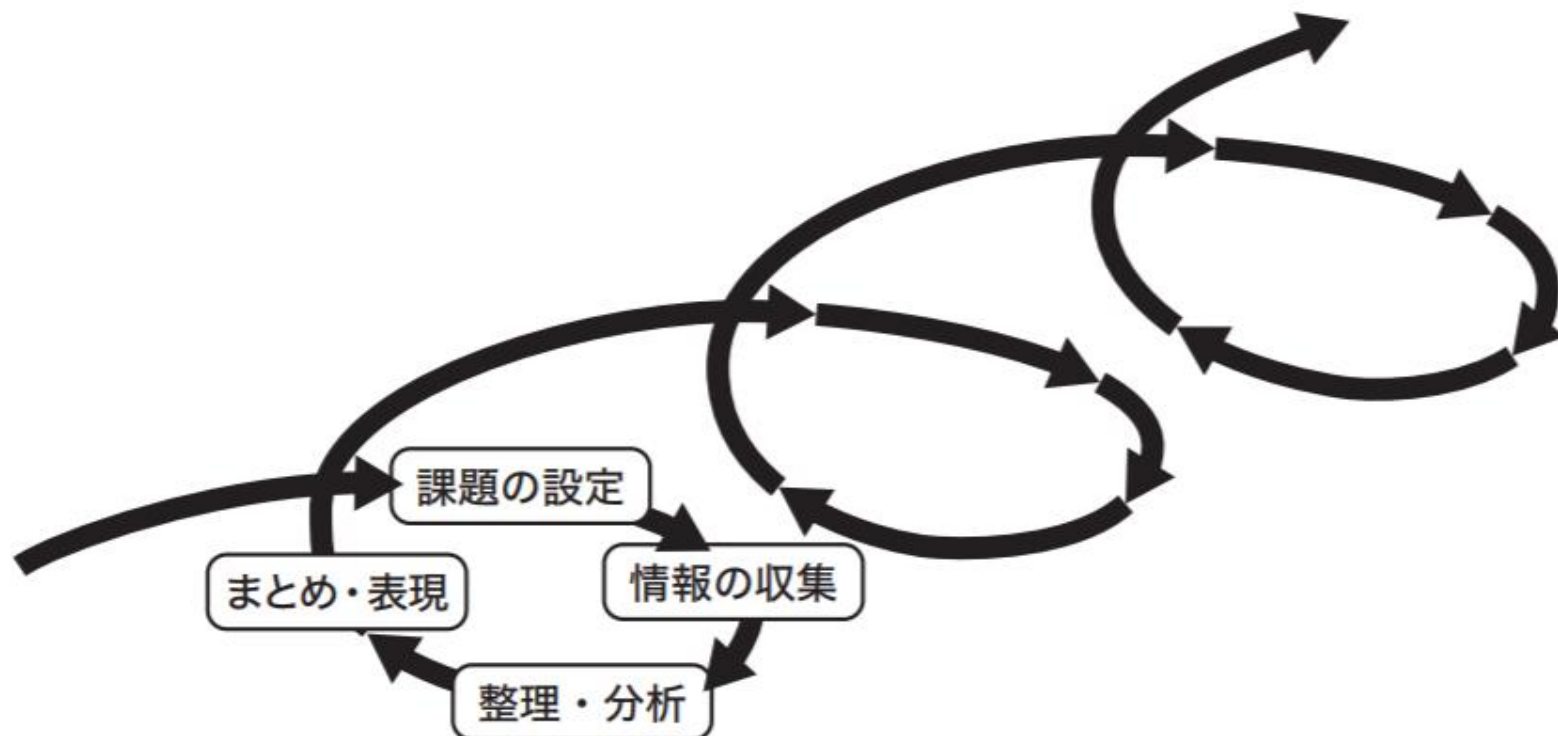 課題の設定
情報の収集
整理・分析
まとめ・表現